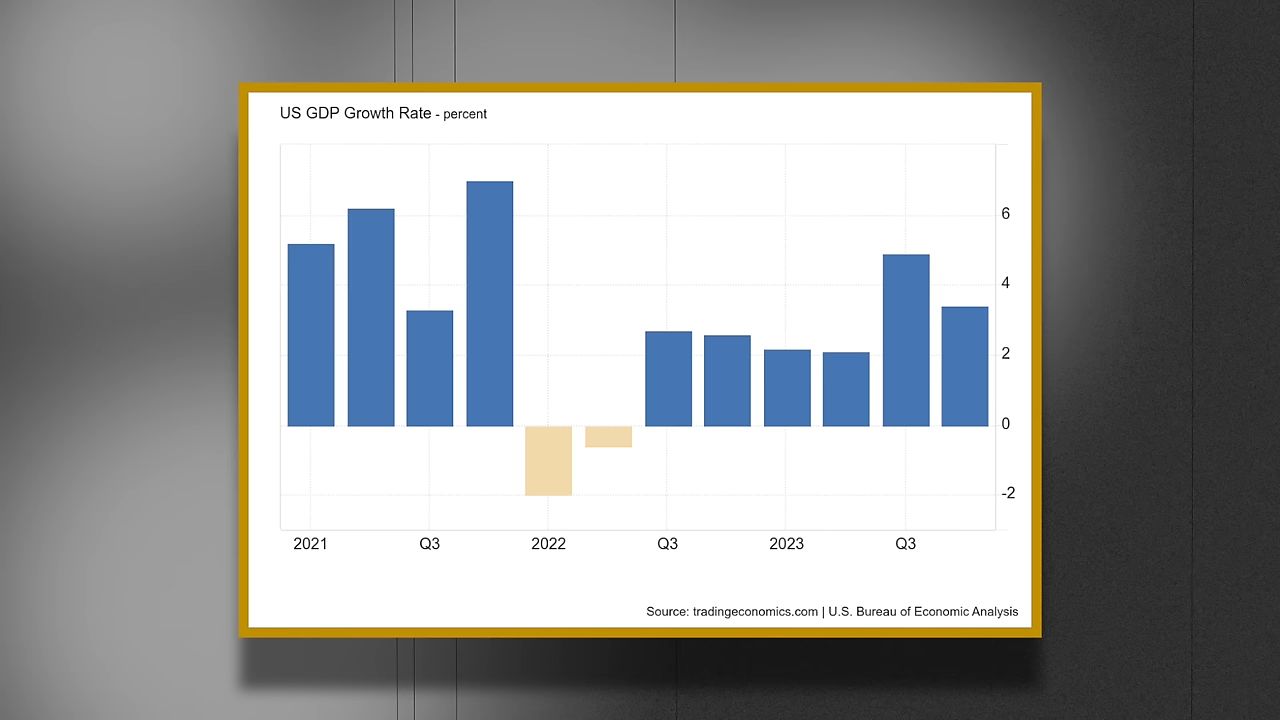 US GDP Growth Rate - percent
6
4
2
0
-2
2021 Q3 2022 Q3 2023 Q3
Source: tradingeconomics.com | U.S. Bureau of Economic Analysis